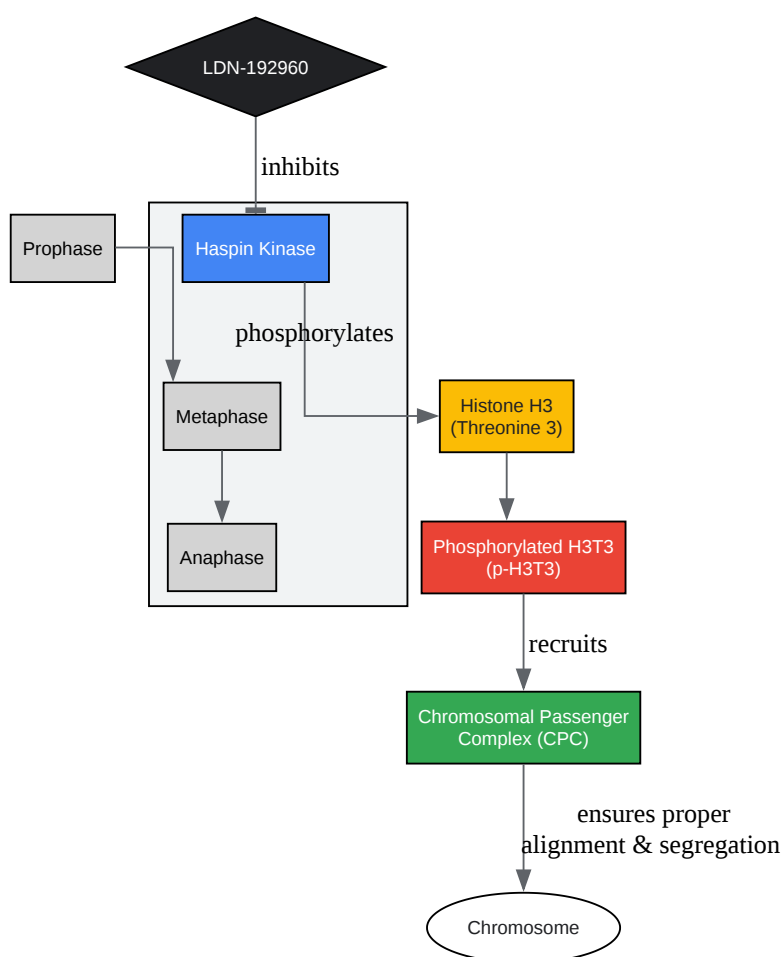 LDN-192960
inhibits
Prophase
Haspin Kinase
phosphorylates
Metaphase
Histone H3
(Threonine 3)
Anaphase
Phosphorylated H3T3
(p-H3T3)
recruits
Chromosomal Passenger
Complex (CPC)
ensures proper
alignment & segregation
Chromosome